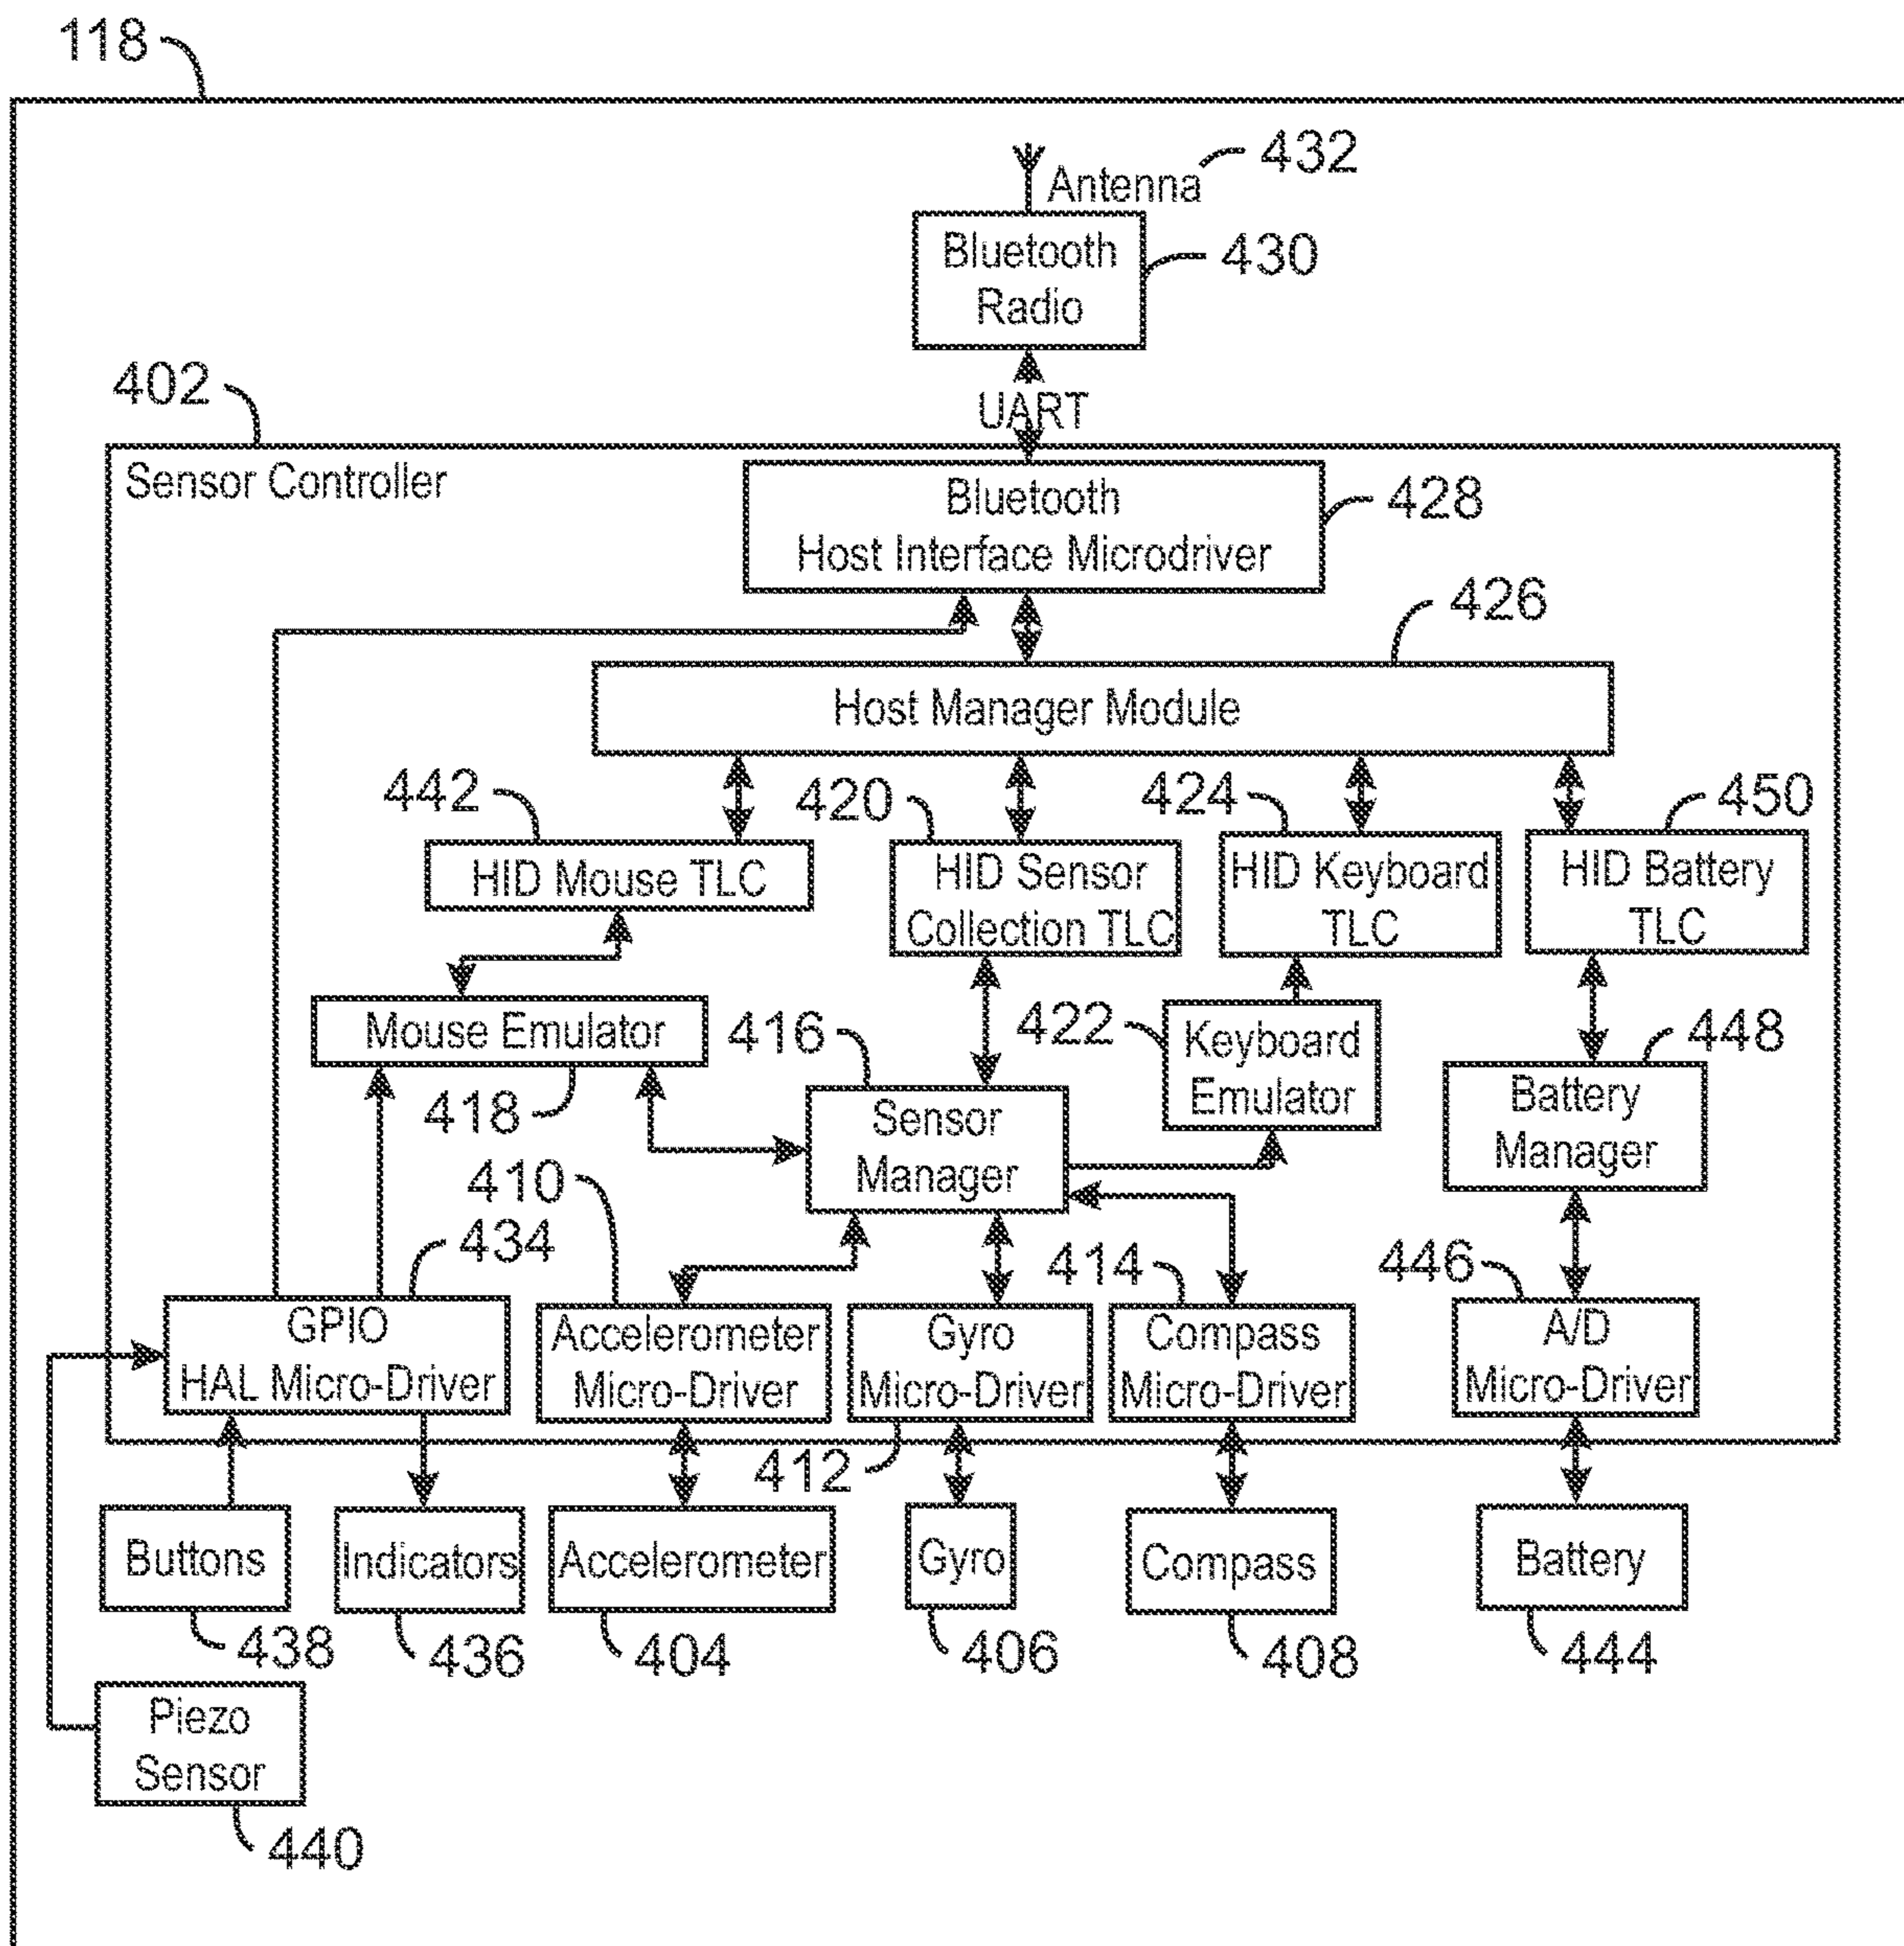 118
432
Antenna
Bluetooth
Radio
430
UART
402
Sensor Controller
Bluetooth
Host Interface Microdriver
428
426
Host Manager Module
442
420
424
450
HID Mouse TLC
HID Sensor
Collection TLC
HID Keyboard
TLC
HID Battery
TLC
Mouse Emulator
418
416
Sensor
Manager
422
Keyboard
Emulator
448
Battery
Manager
410
434
414
446
GPIO
HAL Micro-Driver
Accelerometer
Micro-Driver
Gyro
Micro-Driver
412
Compass
Micro-Driver
A/D
Micro-Driver
Buttons
438
Indicators
436
Accelerometer
404
Gyro
406
Compass
408
Battery
444
Piezo
Sensor
440